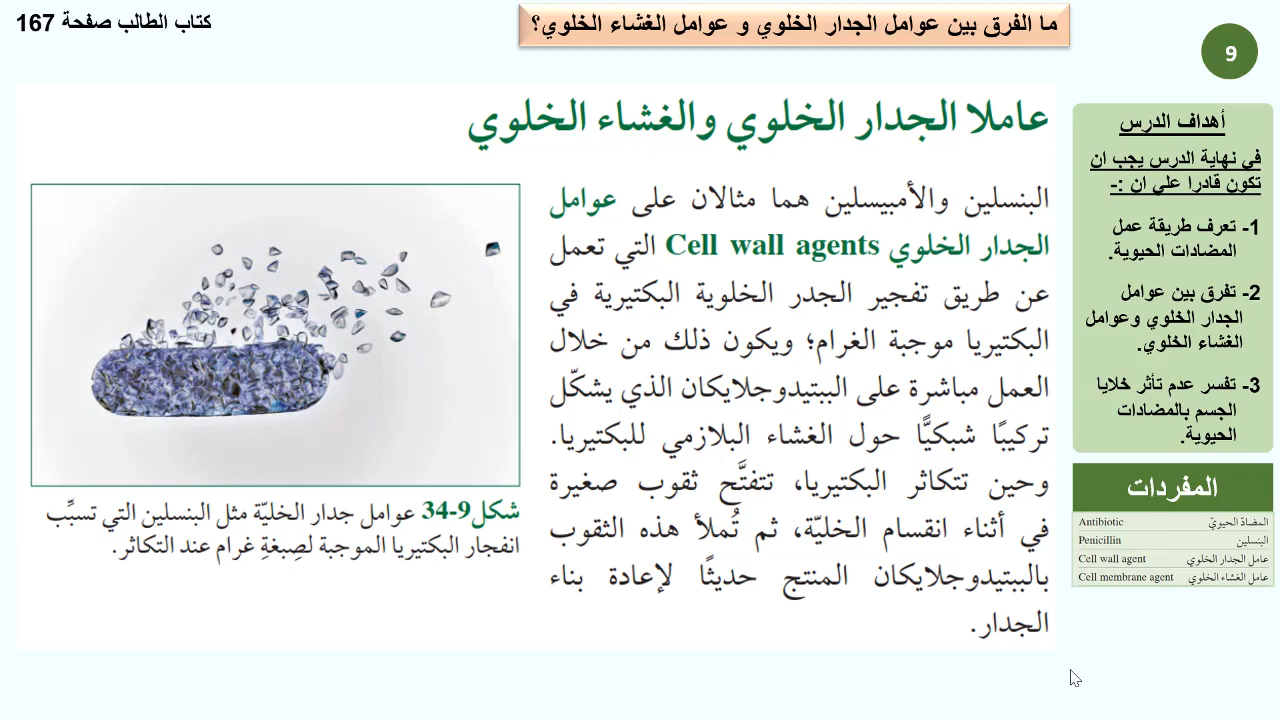 ما الفرق بين عوامل الجدار الخلوي و عوامل الغشاء الخلوي؟
كتاب الطالب صفحة 167
9
أهداف الدرس
في نهاية الدرس يجب ان
تكون قادرا علي ان :-
1- تعرف طريقة عمل
المضادات الحيوية.
2- تفرق بين عوامل
الجدار الخلوي وعوامل
الغشاء الخلوي.
3- تفسر عدم تأثر خلايا
الجسم بالمضادات
الحيوية.
المفردات
المضادّ الحيويّ Antibiotic
البنسلين Penicillin
عامل الجدار الخلوي Cell wall agent
عامل الغشاء الخلوي Cell membrane agent
عاملا الجدار الخلوي والغشاء الخلوي
البنسلين والأمبيسلين هما مثالان على عوامل
الجدار الخلوي Cell wall agents التي تعمل
عن طريق تفجير الجدر الخلوية البكتيرية في
البكتيريا موجبة الغرام؛ ويكون ذلك من خلال
العمل مباشرة على الببتيدوجلايكان الذي يشكّل
تركيبًا شبكيًّا حول الغشاء البلازمي للبكتيريا.
وحين تتكاثر البكتيريا، تتفتَّح ثقوب صغيرة
في أثناء انقسام الخليّة، ثم تُملأ هذه الثقوب
بالببتيدوجلايكان المنتج حديثًا لإعادة بناء
الجدار.
شكل 9-34 عوامل جدار الخليّة مثل البنسلين التي تسبِّب
انفجار البكتيريا الموجبة لصِبغةِ غرام عند التكاثر.